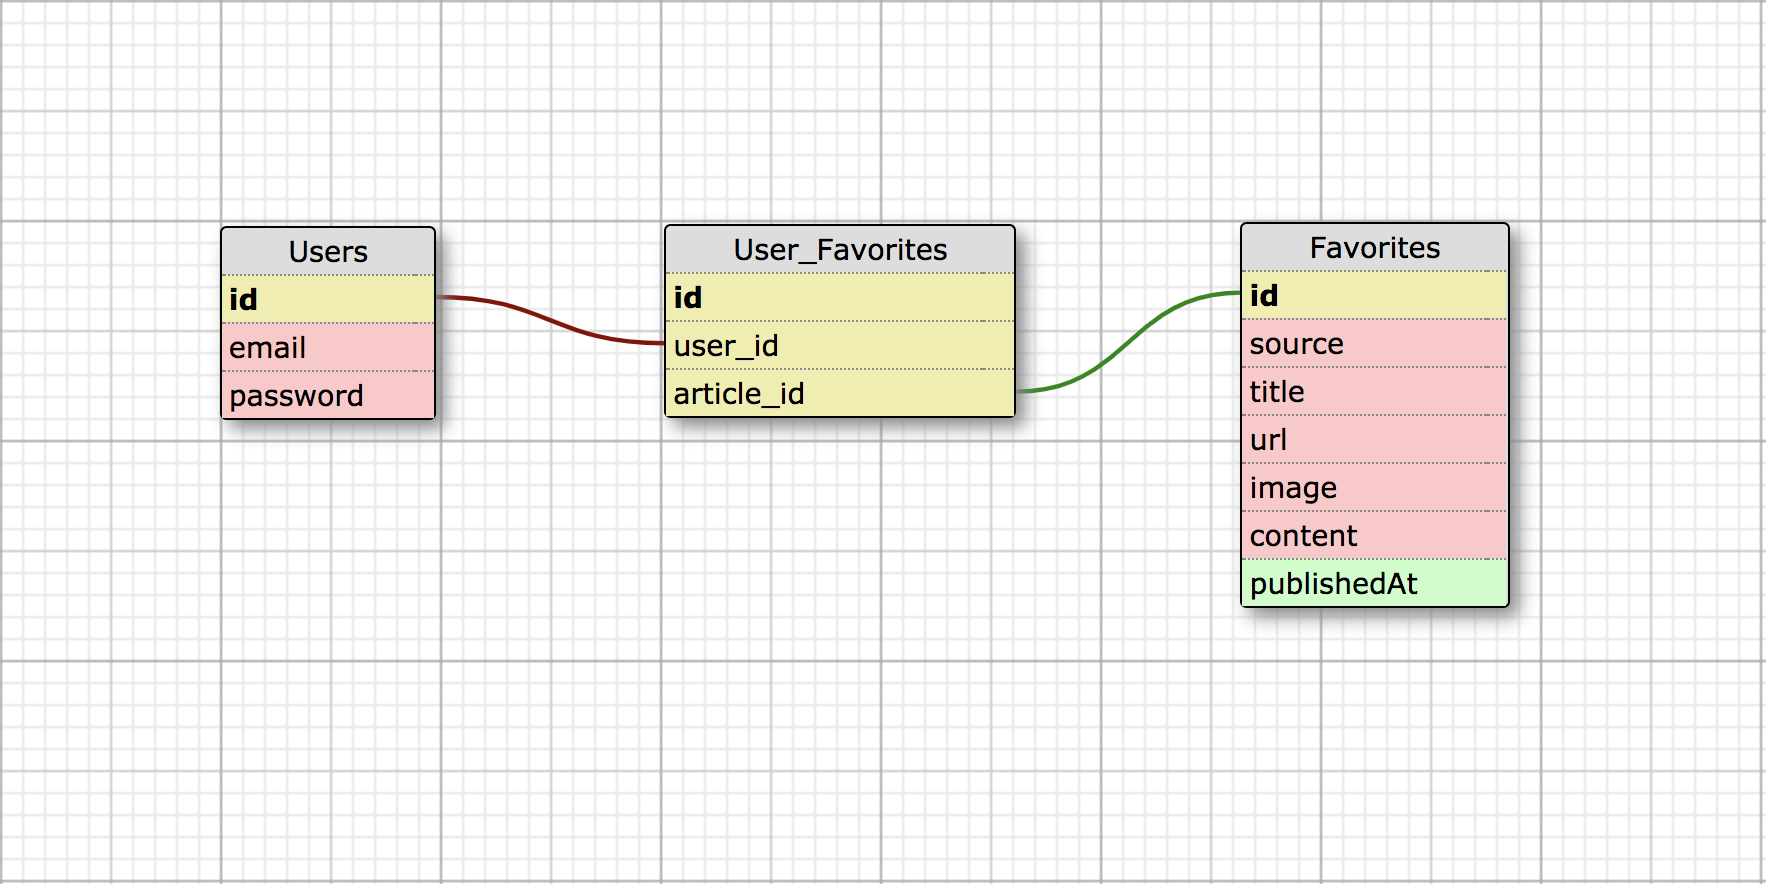 Users
id
email
password
User_Favorites
id
user_id
article_id
Favorites
id
source
title
url
image
content
publishedAt